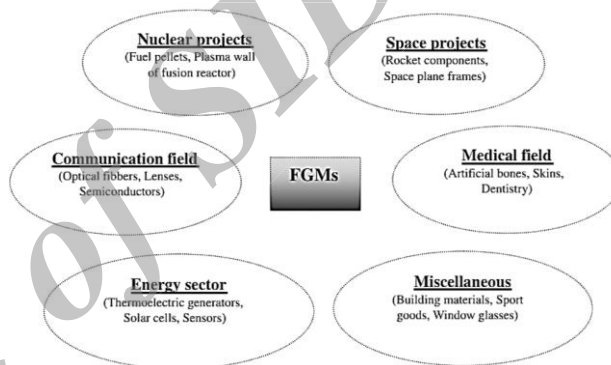 Nuclear projects
(Fuel pellets, Plasma wall
of fusion reactor)
Space projects
(Rocket components,
Space plane frames)
Communication field
(Optical fibbers, Lenses,
Semiconductors)
FGMs
Medical field
(Artificial bones, Skins,
Dentistry)
Energy sector
(Thermoelectric generators,
Solar cells, Sensors)
Miscellaneous
(Building materials, Sport
goods, Window glasses)
of